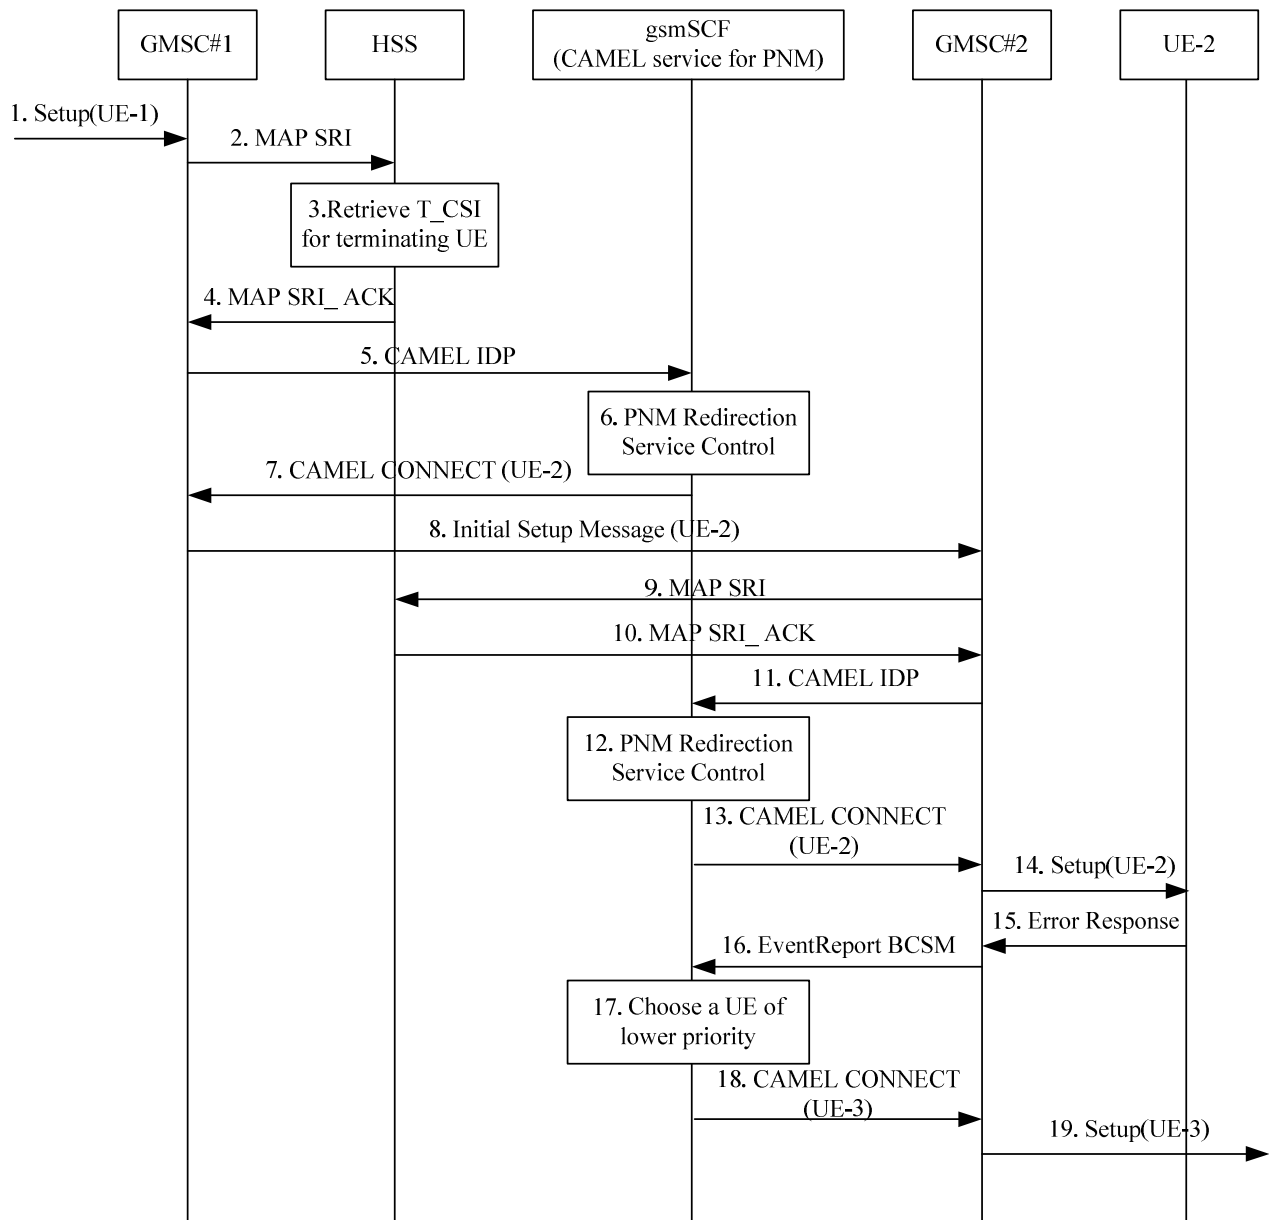 GMSC#1
HSS
gsmSCF
(CAMEL service for PNM)
GMSC#2
UE-2
1. Setup(UE-1)
2. MAP SRI
3.Retrieve T_CSI
for terminating UE
4. MAP SRI_ ACK
5. CAMEL IDP
6. PNM Redirection
Service Control
7. CAMEL CONNECT (UE-2)
8. Initial Setup Message (UE-2)
9. MAP SRI
10. MAP SRI_ ACK
11. CAMEL IDP
12. PNM Redirection
Service Control
13. CAMEL CONNECT
(UE-2)
14. Setup(UE-2)
15. Error Response
16. EventReport BCSM
17. Choose a UE of
lower priority
18. CAMEL CONNECT
(UE-3)
19. Setup(UE-3)